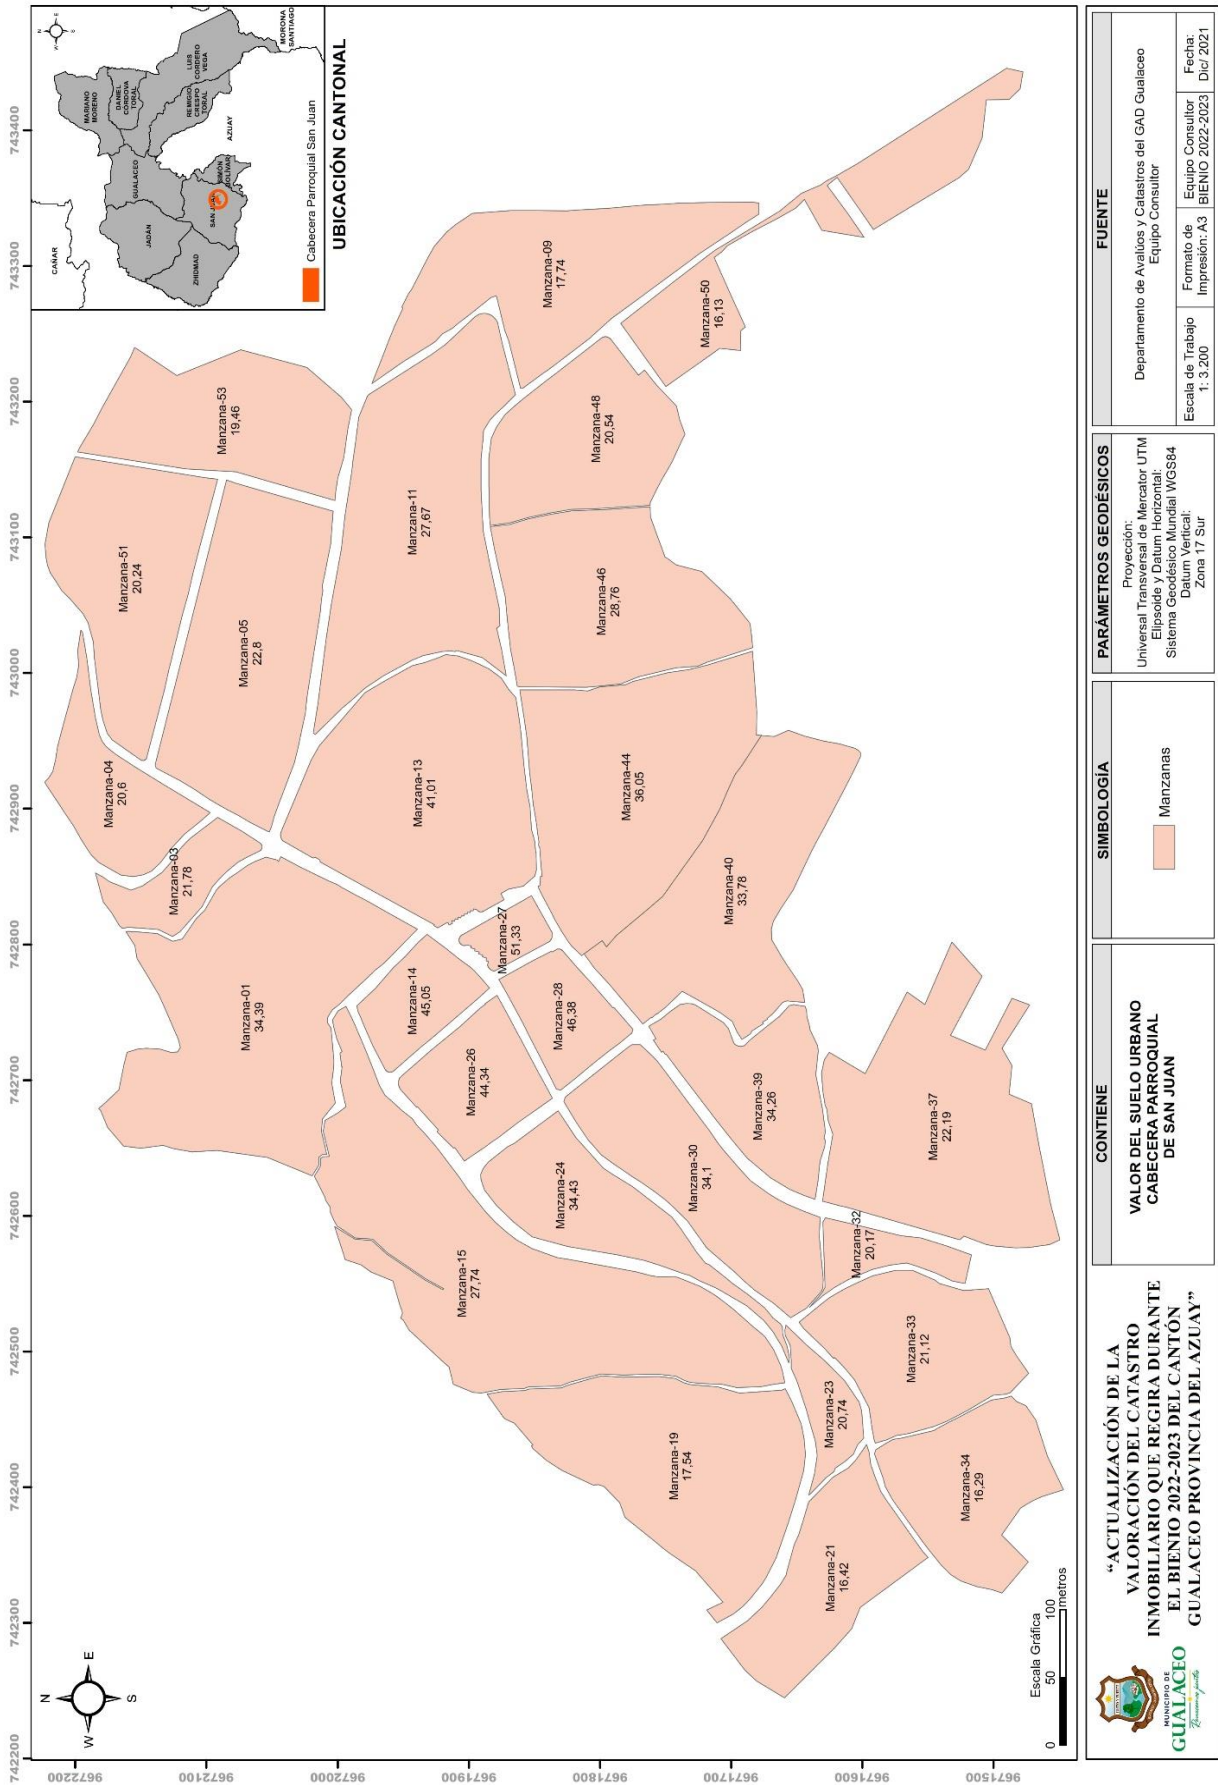 742200
742300
742400
742500
742600
742700
742800
742900
743000
743100
743200
743300
743400
9672200
9672100
9672000
9671900
9671800
9671700
9671600
9671500
N
W
E
S
Manzana-04
20,6
Manzana-51
20,24
Manzana-53
19,46
Manzana-03
21,78
Manzana-05
22,8
Manzana-01
34,39
Manzana-13
41,01
Manzana-11
27,67
Manzana-09
17,74
Manzana-14
45,05
Manzana-15
27,74
Manzana-26
44,34
Manzana-27
51,33
Manzana-28
46,38
Manzana-24
34,43
Manzana-46
28,76
Manzana-48
20,54
Manzana-44
36,05
Manzana-50
16,13
Manzana-19
17,54
Manzana-30
34,1
Manzana-40
33,78
Manzana-39
34,26
Manzana-21
16,42
Manzana-23
20,74
Manzana-32
20,17
Manzana-33
21,12
Manzana-37
22,19
Manzana-34
16,29
Escala Gráfica
0 50 100
metros
N
W
E
S
CAÑAR
MARIANO
MORENO
DANIEL
CÓRDOVA
TORAL
GUALACEO
JADÁN
REMIGIO
CRESPO
TORAL
LUIS
CORDERO
VEGA
SAN JUAN
SIMÓN
BOLÍVAR
ZHIDMAD
AZUAY
MORONA
SANTIAGO
Cabecera Parroquial San Juan
UBICACIÓN CANTONAL
MUNICIPIO DE
GUALACEO
“ACTUALIZACIÓN DE LA
VALORACIÓN DEL CATASTRO
INMOBILIARIO QUE REGIRA DURANTE
EL BIENIO 2022-2023 DEL CANTÓN
GUALACEO PROVINCIA DEL AZUAY”
CONTIENE
VALOR DEL SUELO URBANO
CABECERA PARROQUIAL
DE SAN JUAN
SIMBOLOGÍA
Manzanas
PARÁMETROS GEODÉSICOS
Proyección:
Universal Transversal de Mercator UTM
Elipsoide y Datum Horizontal:
Sistema Geodésico Mundial WGS84
Datum Vertical:
Zona 17 Sur
FUENTE
Departamento de Avalúos y Catastros del GAD Gualaceo
Equipo Consultor
Escala de Trabajo
1: 3.200
Formato de
Impresión: A3
Equipo Consultor
BIENIO 2022-2023
Fecha:
Dic/ 2021